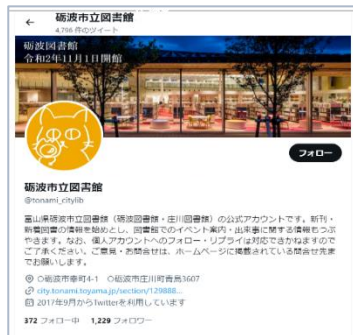 砺波市立図書館
4,796 件のツイート
砺波図書館
令和2年11月1日開館
フォロー
砺波市立図書館
@tonami_citylib
富山県砺波市立図書館（砺波図書館・庄川図書館）の公式アカウントです。新刊・
新着図書の情報を始めとし、図書館でのイベント案内・出来事に関する情報もつぶ
やきます。なお、個人アカウントへのフォロー・リプライは対応できかねますので
ご了承ください。ご意見・お問合せは、ホームページに掲載されている問合せ先ま
でお願いします。
○砺波市幸町4-1 ○砺波市庄川町青島3607
city.tonami.toyama.jp/section/129888...
2017年9月からTwitterを利用しています
372 フォロー中 1,229 フォロワー